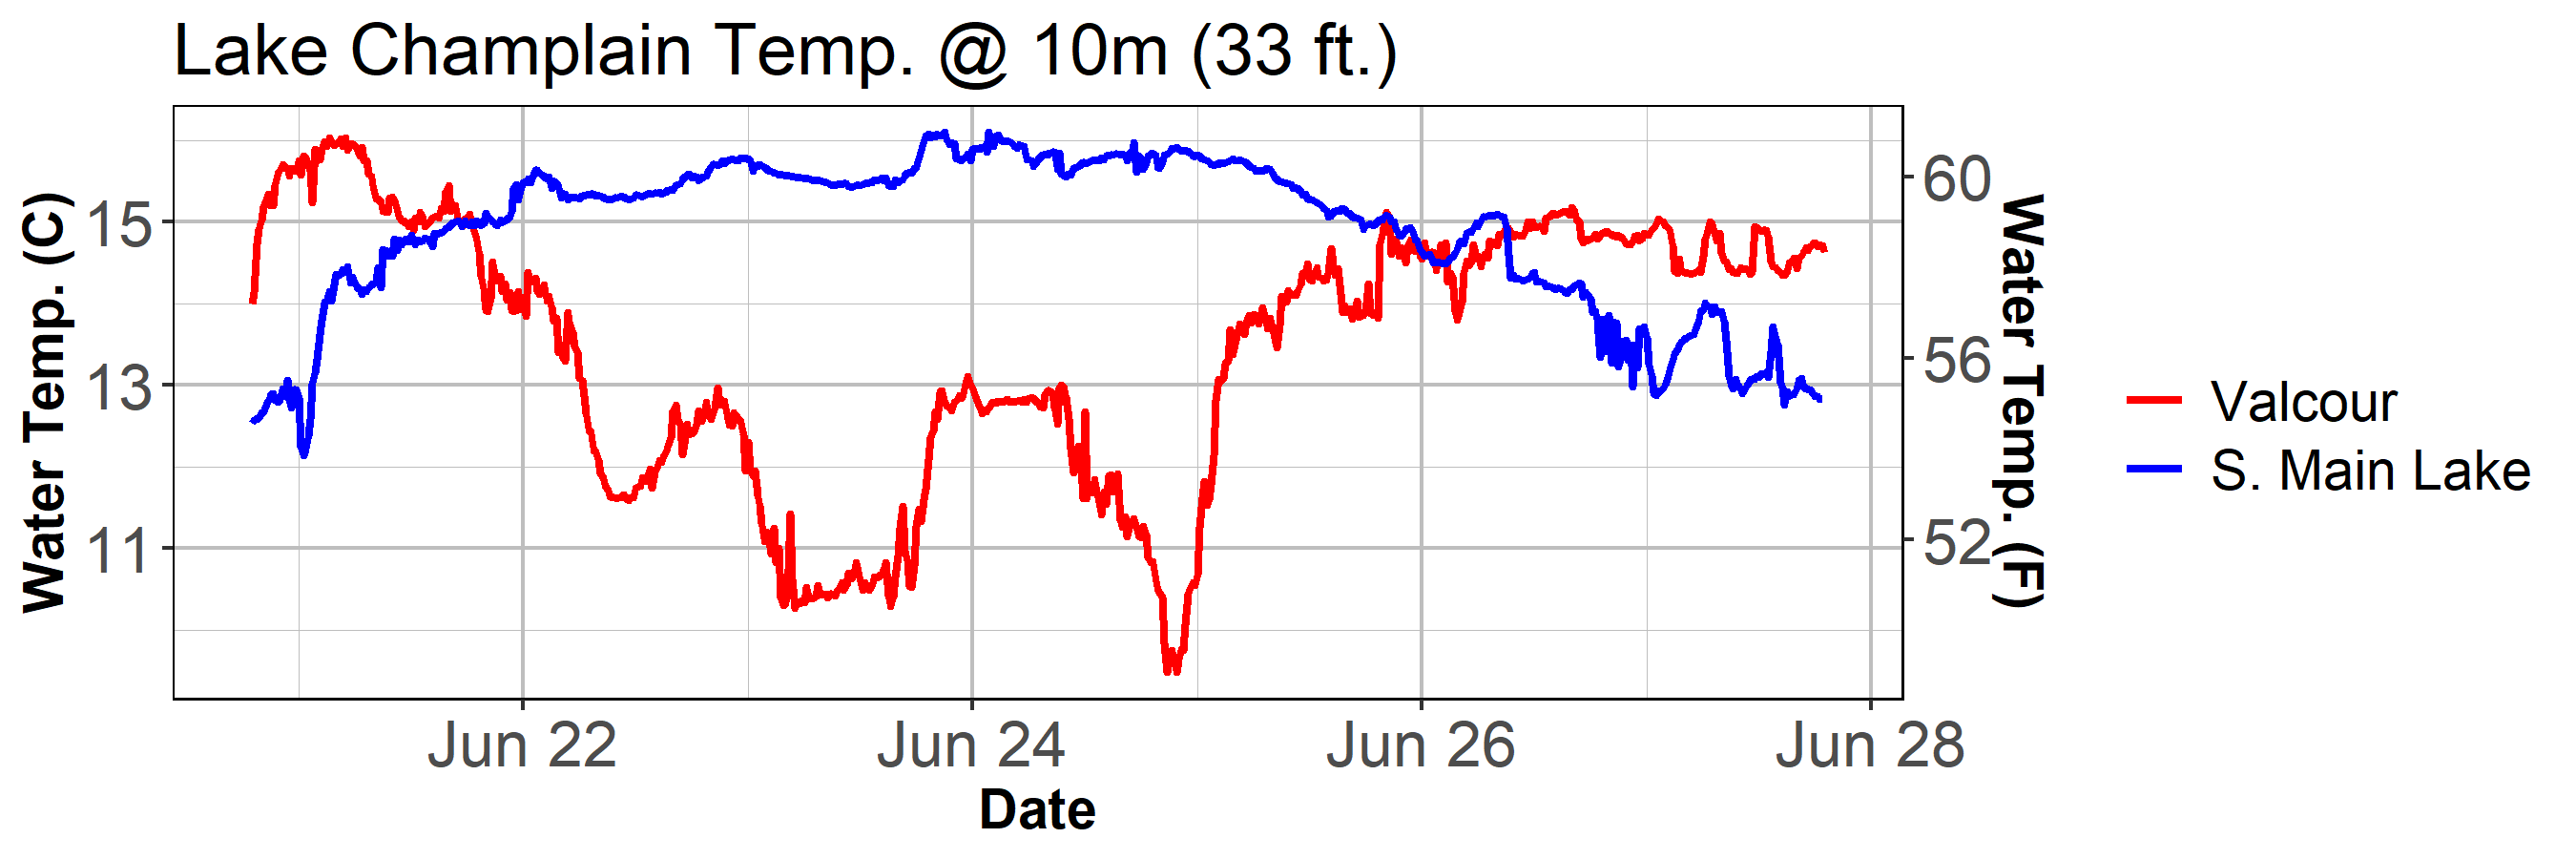 Lake Champlain Temp. @ 10m (33 ft.)
Water Temp. (C)
15
13
11
60
56
52
Water Temp. (F)
Valcour
S. Main Lake
Jun 22
Jun 24
Jun 26
Jun 28
Date